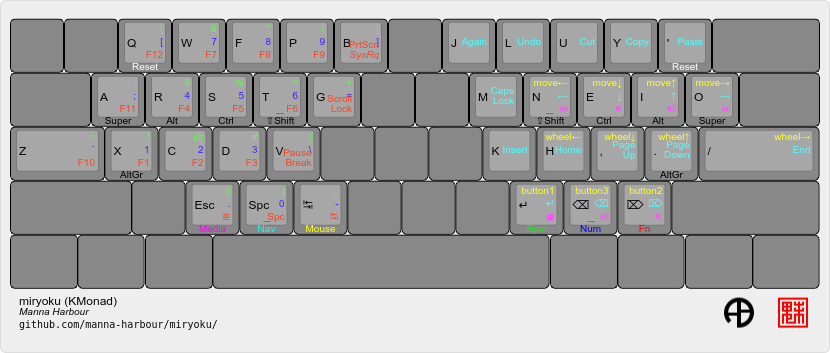 Q [ F12 Reset
W 7 F7
F 8 F8
P 9 F9
B ] PrtScn SysRq
J Again
L Undo
U Cut
Y Copy
' Paste Reset
A ; F11 Super
R 4 F4 Alt
S 5 F5 Ctrl
T 6 F6 ⇧Shift
G = Scroll Lock
M Caps Lock
N move← ← ⇧Shift
E move↓ ↓ Ctrl
I move↑ ↑ Alt
O move→ → Super
Z ` F10
X 1 F1 AltGr
C 2 F2
D 3 F3
V \ Pause Break
K Insert
H wheel← Home
, wheel↓ Page Up
. wheel↑ Page Down AltGr
/ wheel→ End
Esc . Media
Spc 0 Spc Nav
↹ - ↹ Mouse
↵ button1 ↵
⌫ button3 ⌫ Num
⌦ button2 ⌦ Fn
miryoku (KMonad)
Manna Harbour
github.com/manna-harbour/miryoku/